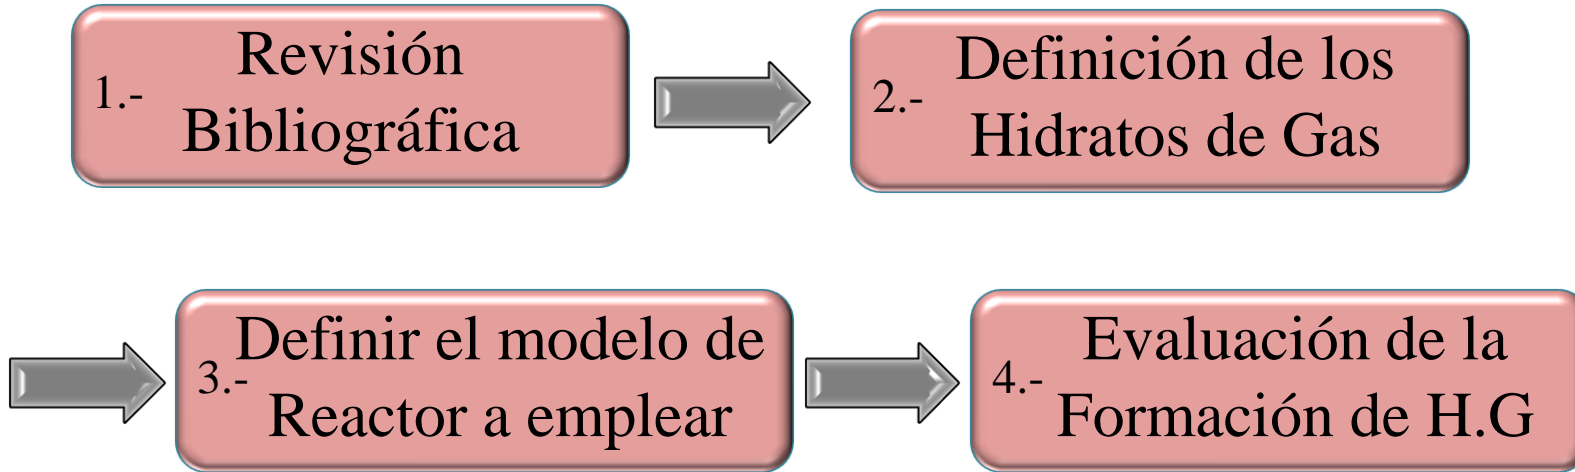 1.- Revisión
Bibliográfica
2.- Definición de los
Hidratos de Gas
3.- Definir el modelo de
Reactor a emplear
4.- Evaluación de la
Formación de H.G